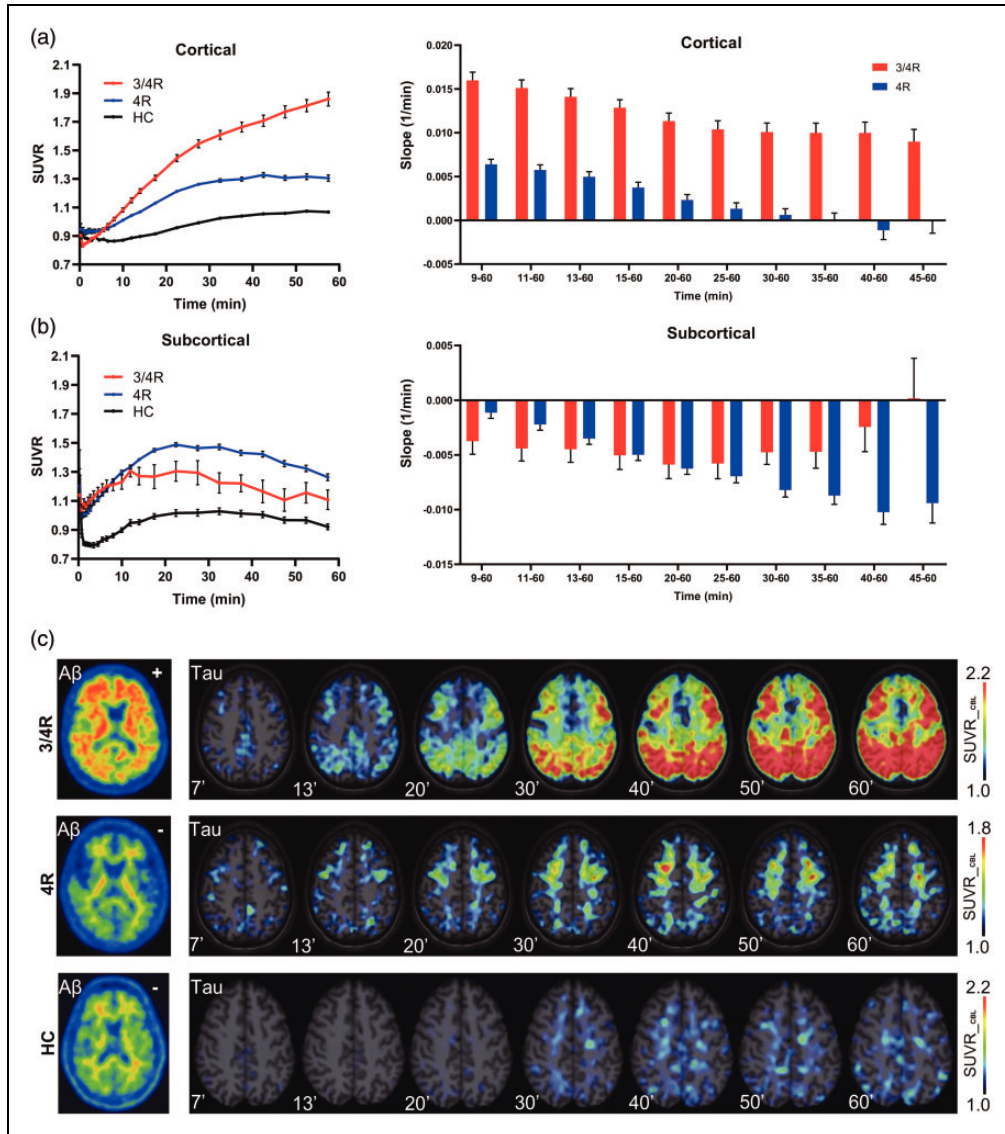 (a)
Cortical
SUVR
2.1
1.9
1.7
1.5
1.3
1.1
0.9
0.7
3/4R
4R
HC
0 10 20 30 40 50 60
Time (min)
Cortical
Slope (1/min)
0.020
0.015
0.010
0.005
0.000
-0.005
3/4R
4R
9-60 11-60 13-60 15-60 20-60 25-60 30-60 35-60 40-60 45-60
Time (min)
(b)
Subcortical
SUVR
2.1
1.9
1.7
1.5
1.3
1.1
0.9
0.7
3/4R
4R
HC
0 10 20 30 40 50 60
Time (min)
Subcortical
Slope (1/min)
0.005
0.000
-0.005
-0.010
-0.015
9-60 11-60 13-60 15-60 20-60 25-60 30-60 35-60 40-60 45-60
Time (min)
(c)
3/4R
Aβ +
Tau
7’ 13’ 20’ 30’ 40’ 50’ 60’
2.2
SUVR_CBL
1.0
4R
Aβ -
Tau
7’ 13’ 20’ 30’ 40’ 50’ 60’
1.8
SUVR_CBL
1.0
HC
Aβ -
Tau
7’ 13’ 20’ 30’ 40’ 50’ 60’
2.2
SUVR_CBL
1.0